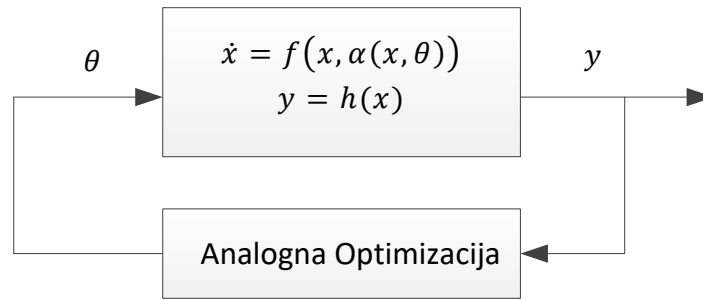 θ
ẋ = f(x, α(x, θ))
y = h(x)
y
Analogna Optimizacija